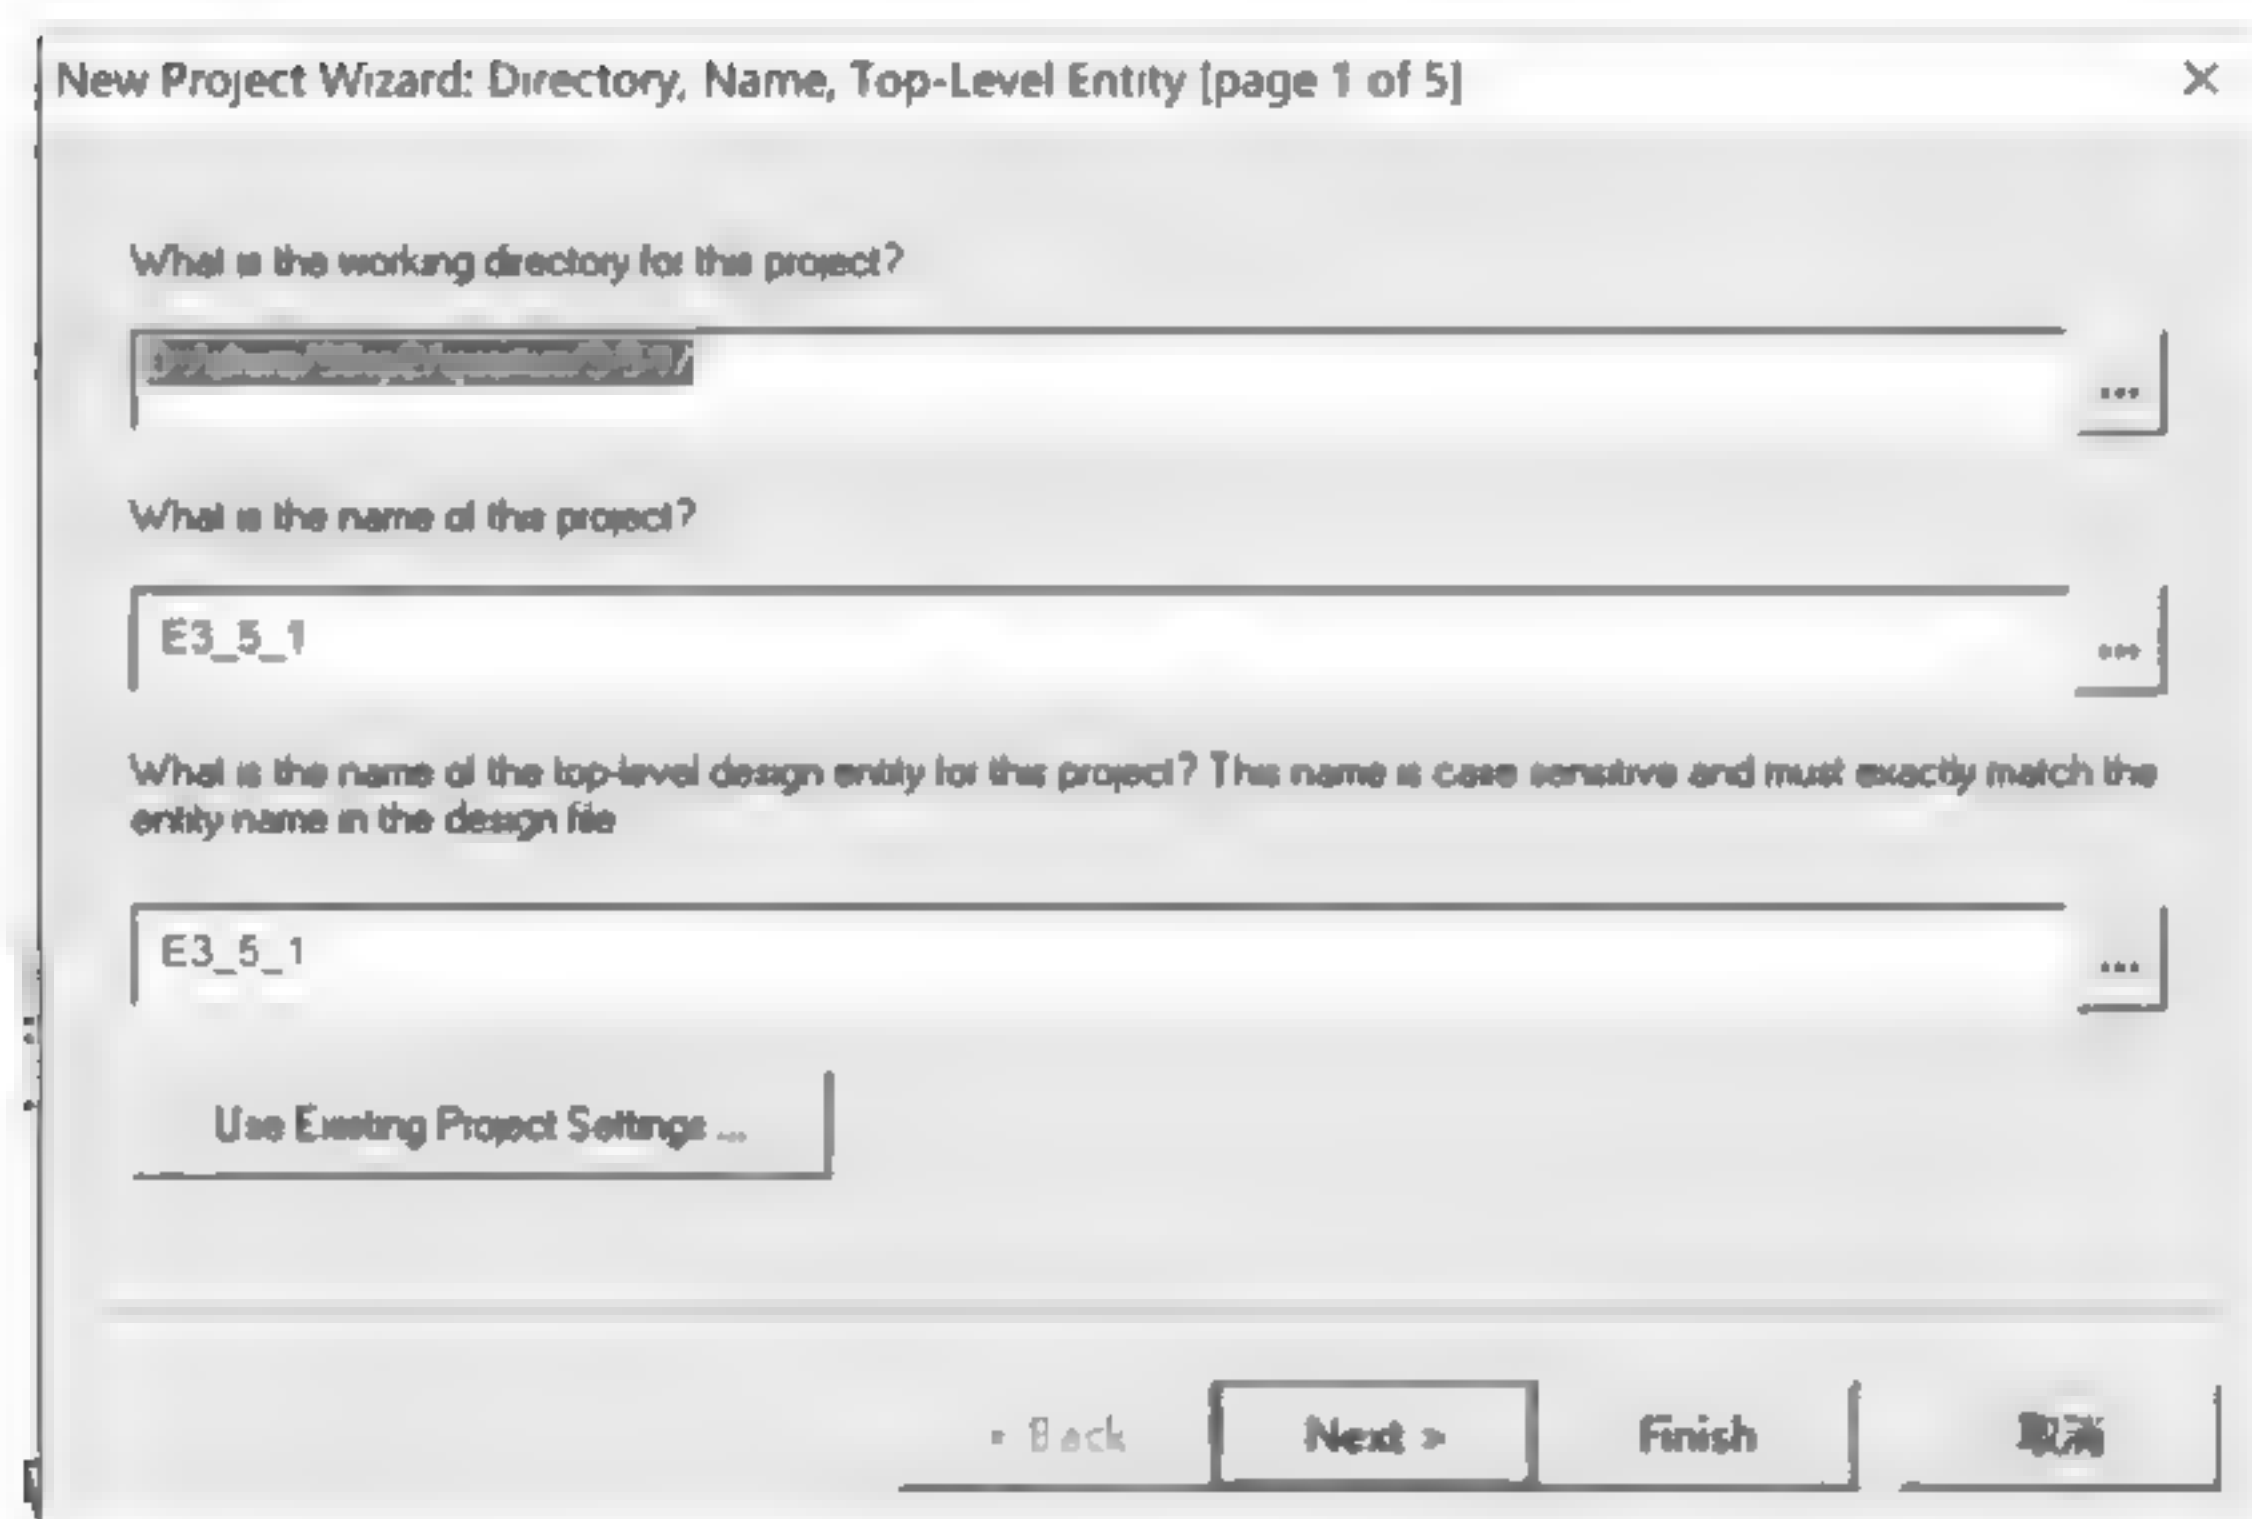 New Project Wizard: Directory, Name, Top-Level Entity [page 1 of 5]
What is the working directory for this project?
...
What is the name of this project?
E3_5_1
...
What is the name of the top-level design entity for this project? This name is case sensitive and must exactly match the
entity name in the design file
E3_5_1
...
Use Existing Project Settings ...
Back
Next >
Finish
取消